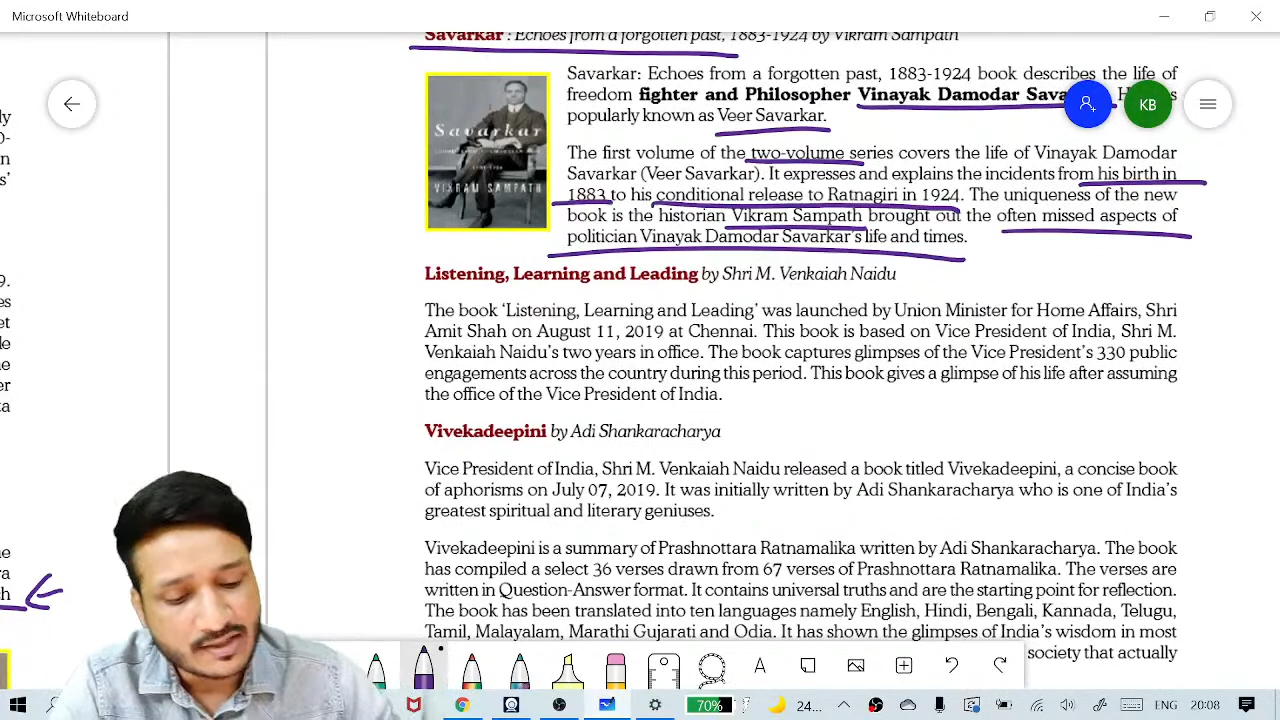 Microsoft Whiteboard
Savarkar : Echoes from a forgotten past, 1883-1924 by Vikram Sampath
Savarkar: Echoes from a forgotten past, 1883-1924 book describes the life of
freedom fighter and Philosopher Vinayak Damodar
popularly known as Veer Savarkar.
The first volume of the two-volume series covers the life of Vinayak Damodar
Savarkar (Veer Savarkar). It expresses and explains the incidents from his birth in
1883 to his conditional release to Ratnagiri in 1924. The uniqueness of the new
book is the historian Vikram Sampath brought out the often missed aspects of
politician Vinayak Damodar Savarkar's life and times.
Savarkar
VIKRAM SAMPATH
KB
Listening, Learning and Leading by Shri M. Venkaiah Naidu
The book ‘Listening, Learning and Leading’ was launched by Union Minister for Home Affairs, Shri
Amit Shah on August 11, 2019 at Chennai. This book is based on Vice President of India, Shri M.
Venkaiah Naidu’s two years in office. The book captures glimpses of the Vice President’s 330 public
engagements across the country during this period. This book gives a glimpse of his life after assuming
the office of the Vice President of India.
Vivekadeepini by Adi Shankaracharya
Vice President of India, Shri M. Venkaiah Naidu released a book titled Vivekadeepini, a concise book
of aphorisms on July 07, 2019. It was initially written by Adi Shankaracharya who is one of India’s
greatest spiritual and literary geniuses.
Vivekadeepini is a summary of Prashnottara Ratnamalika written by Adi Shankaracharya. The book
has compiled a select 36 verses drawn from 67 verses of Prashnottara Ratnamalika. The verses are
written in Question-Answer format. It contains universal truths and are the starting point for reflection.
The book has been translated into ten languages namely English, Hindi, Bengali, Kannada, Telugu,
Tamil, Malayalam, Marathi Gujarati and Odia. It has shown the glimpses of India’s wisdom in most
society that actually
70%
24...
ENG
20:08